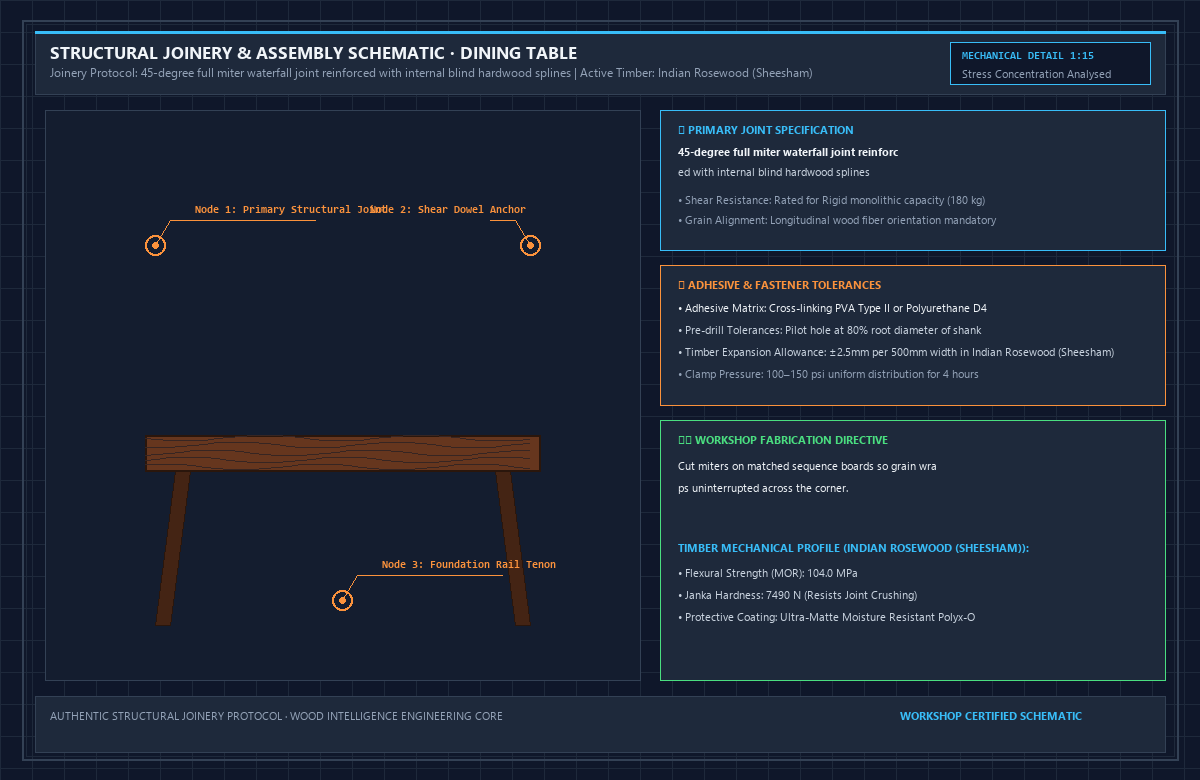 STRUCTURAL JOINERY & ASSEMBLY SCHEMATIC · DINING TABLE
Joinery Protocol: 45-degree full miter waterfall joint reinforced with internal blind hardwood splines | Active Timber: Indian Rosewood (Sheesham)
MECHANICAL DETAIL 1:15
Stress Concentration Analysed
Node 1: Primary Structural Joint
Node 2: Shear Dowel Anchor
Node 3: Foundation Rail Tenon
PRIMARY JOINT SPECIFICATION
45-degree full miter waterfall joint reinforc
ed with internal blind hardwood splines
• Shear Resistance: Rated for Rigid monolithic capacity (180 kg)
• Grain Alignment: Longitudinal wood fiber orientation mandatory
ADHESIVE & FASTENER TOLERANCES
• Adhesive Matrix: Cross-linking PVA Type II or Polyurethane D4
• Pre-drill Tolerances: Pilot hole at 80% root diameter of shank
• Timber Expansion Allowance: ±2.5mm per 500mm width in Indian Rosewood (Sheesham)
• Clamp Pressure: 100–150 psi uniform distribution for 4 hours
WORKSHOP FABRICATION DIRECTIVE
Cut miters on matched sequence boards so grain wra
ps uninterrupted across the corner.
TIMBER MECHANICAL PROFILE (INDIAN ROSEWOOD (SHEESHAM)):
• Flexural Strength (MOR): 104.0 MPa
• Janka Hardness: 7490 N (Resists Joint Crushing)
• Protective Coating: Ultra-Matte Moisture Resistant Polyx-O
AUTHENTIC STRUCTURAL JOINERY PROTOCOL · WOOD INTELLIGENCE ENGINEERING CORE
WORKSHOP CERTIFIED SCHEMATIC